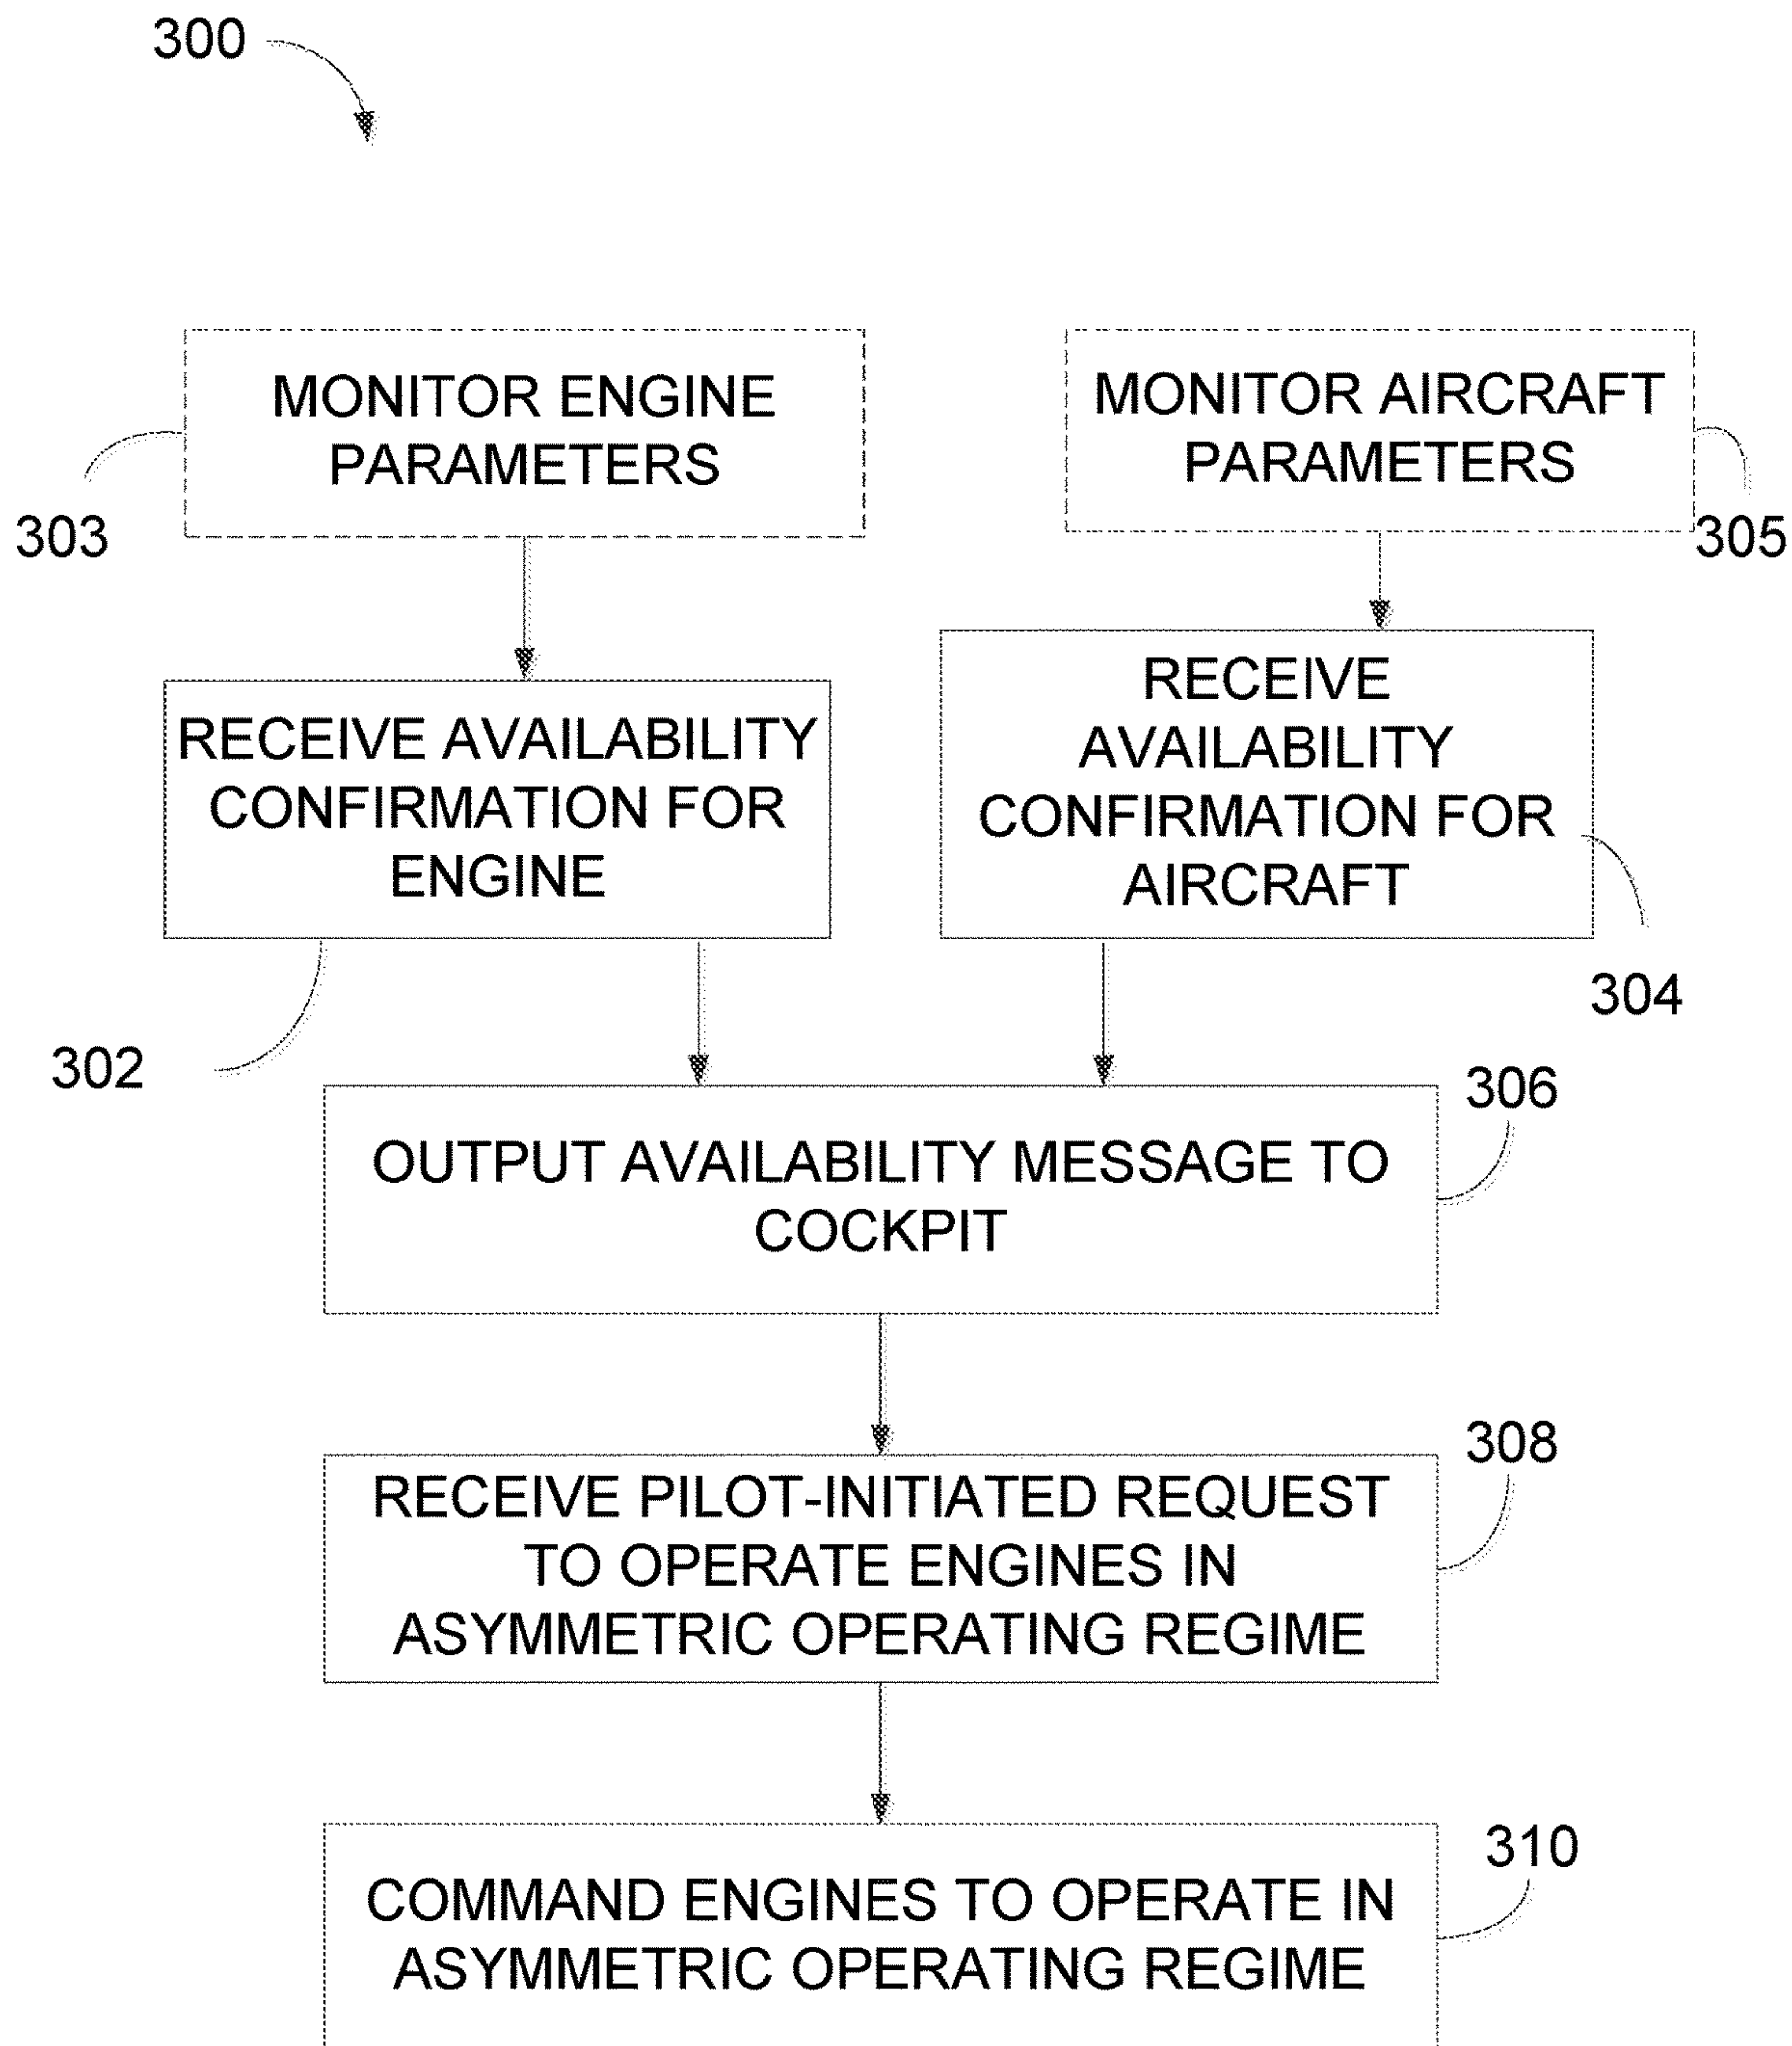 300
MONITOR ENGINE
PARAMETERS
303
MONITOR AIRCRAFT
PARAMETERS
305
RECEIVE AVAILABILITY
CONFIRMATION FOR
ENGINE
302
RECEIVE
AVAILABILITY
CONFIRMATION FOR
AIRCRAFT
304
OUTPUT AVAILABILITY MESSAGE TO
COCKPIT
306
RECEIVE PILOT-INITIATED REQUEST
TO OPERATE ENGINES IN
ASYMMETRIC OPERATING REGIME
308
COMMAND ENGINES TO OPERATE IN
ASYMMETRIC OPERATING REGIME
310